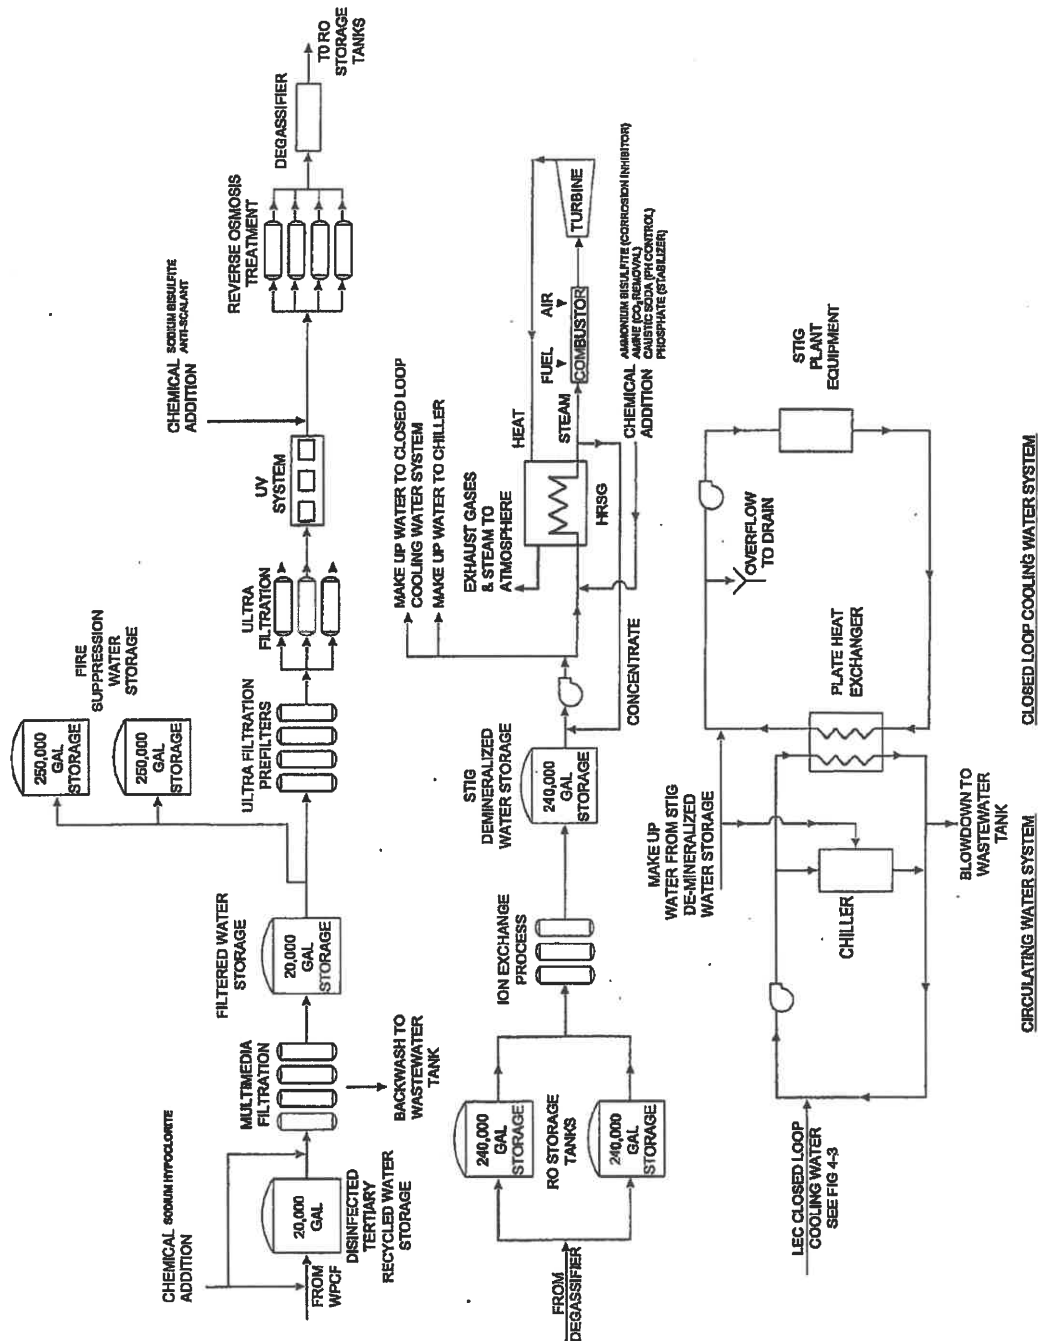 CHEMICAL SODIUM HYPOCLORITE
ADDITION
FROM
WPCF
20,000
GAL
DISINFECTED
TERTIARY
RECYCLED WATER
STORAGE
MULTIMEDIA
FILTRATION
BACKWASH TO
WASTEWATER
TANK
FILTERED WATER
STORAGE
20,000
GAL
STORAGE
250,000
GAL
STORAGE
250,000
GAL
STORAGE
FIRE
SUPPRESSION
WATER
STORAGE
ULTRA FILTRATION
PREFILTERS
ULTRA
FILTRATION
UV
SYSTEM
CHEMICAL SODIUM BISULFITE
ADDITION ANTI-SCALANT
REVERSE OSMOSIS
TREATMENT
DEGASSIFIER
TO RO
STORAGE
TANKS
FROM
DEGASSIFIER
240,000
GAL
STORAGE
RO STORAGE
TANKS
240,000
GAL
STORAGE
ION EXCHANGE
PROCESS
STIG
DEMINERALIZED
WATER STORAGE
240,000
GAL
STORAGE
CONCENTRATE
MAKE UP WATER TO CLOSED LOOP
COOLING WATER SYSTEM
MAKE UP WATER TO CHILLER
EXHAUST GASES
& STEAM TO
ATMOSPHERE
HRSG
HEAT
STEAM
FUEL
AIR
COMBUSTOR
TURBINE
CHEMICAL AMMONIUM BISULFITE (CORROSION INHIBITOR)
ADDITION AMINE (CO2 REMOVAL)
CAUSTIC SODA (PH CONTROL)
PHOSPHATE (STABILIZER)
LEC CLOSED LOOP
COOLING WATER
SEE FIG 4-3
MAKE UP
WATER FROM STIG
DE-MINERALIZED
WATER STORAGE
CHILLER
PLATE HEAT
EXCHANGER
OVERFLOW
TO DRAIN
STIG
PLANT
EQUIPMENT
BLOWDOWN TO
WASTEWATER
TANK
CIRCULATING WATER SYSTEM
CLOSED LOOP COOLING WATER SYSTEM